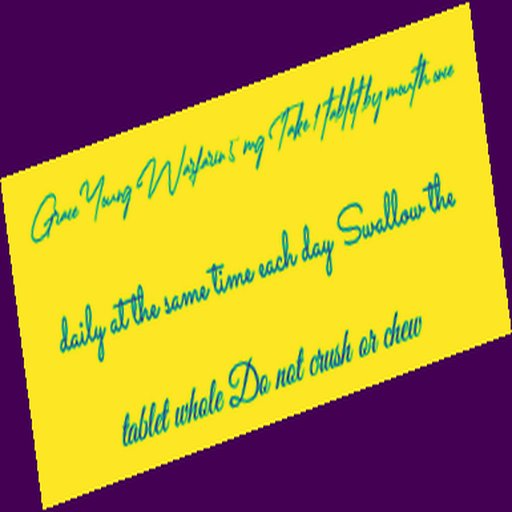 Grace Young Warfarin 5 mg Take 1 tablet by mouth once
daily at the same time each day Swallow the
tablet whole Do not crush or chew